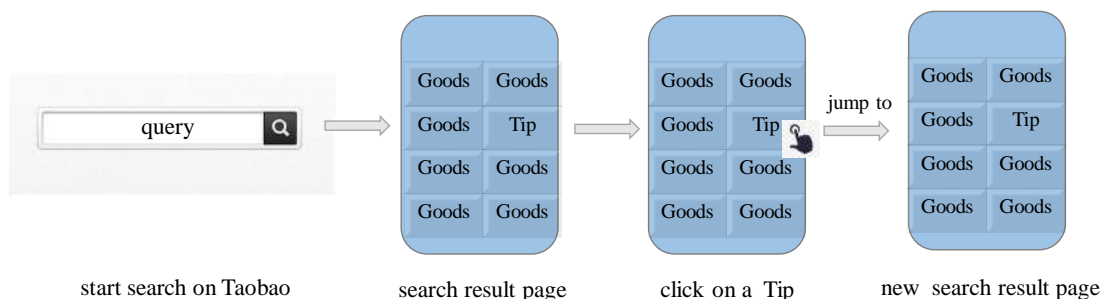 query
start search on Taobao
Goods Goods
Goods Tip
Goods Goods
Goods Goods
search result page
Goods Goods
Goods Tip
Goods Goods
Goods Goods
click on a Tip
jump to
Goods Goods
Goods Tip
Goods Goods
Goods Goods
new search result page